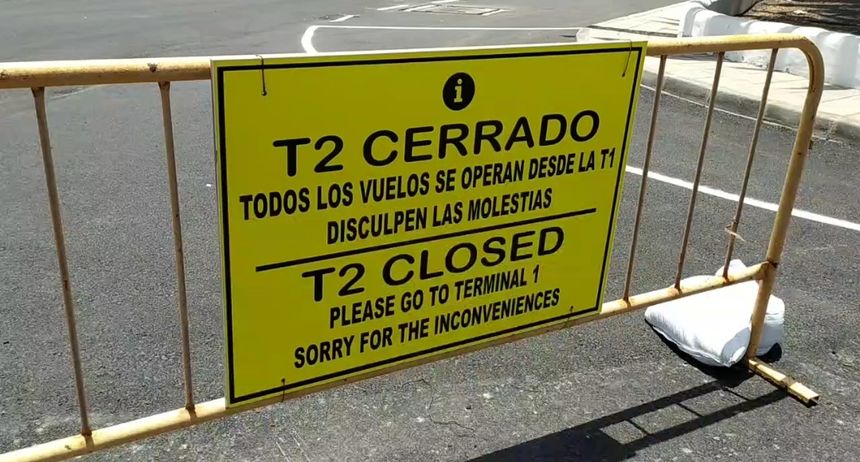 i
T2 CERRADO
TODOS LOS VUELOS SE OPERAN DESDE LA T1
DISCULPEN LAS MOLESTIAS
T2 CLOSED
PLEASE GO TO TERMINAL 1
SORRY FOR THE INCONVENIENCES